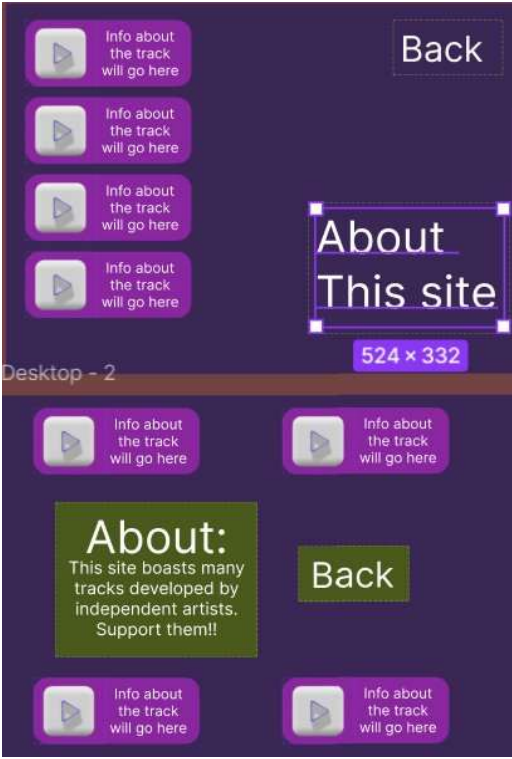 Info about
the track
will go here
Back
Info about
the track
will go here
Info about
the track
will go here
Info about
the track
will go here
About
This site
524 × 332
Desktop - 2
Info about
the track
will go here
Info about
the track
will go here
About:
This site boasts many
tracks developed by
independent artists.
Support them!!
Back
Info about
the track
will go here
Info about
the track
will go here